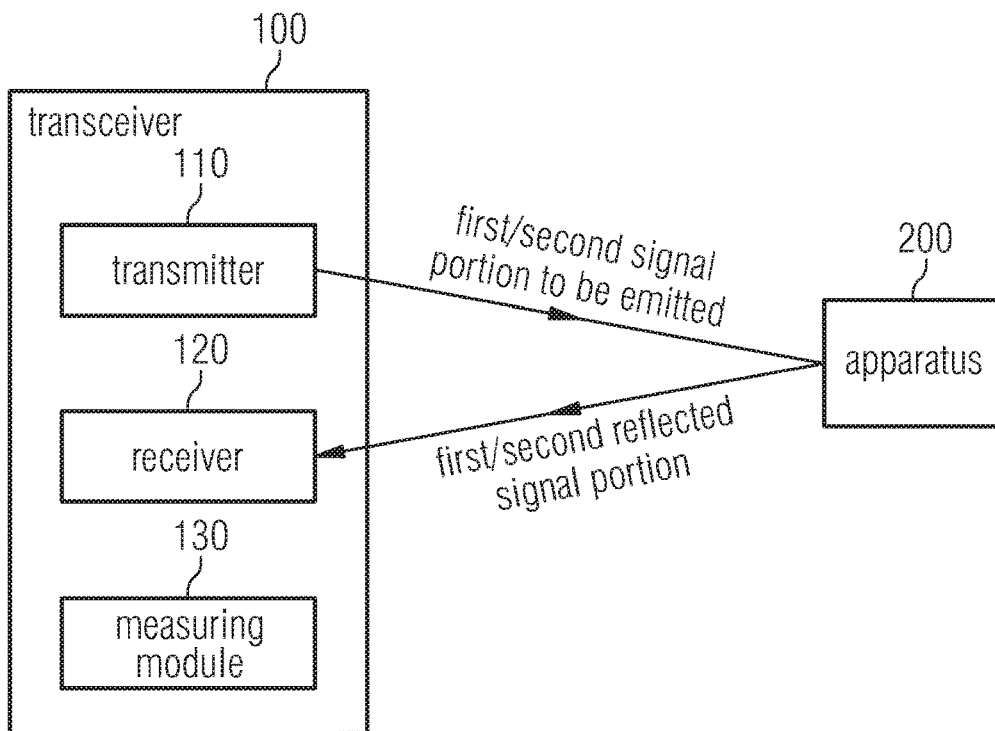 100
transceiver
110
transmitter
first/second signal
portion to be emitted
200
apparatus
120
receiver
first/second reflected
signal portion
130
measuring
module